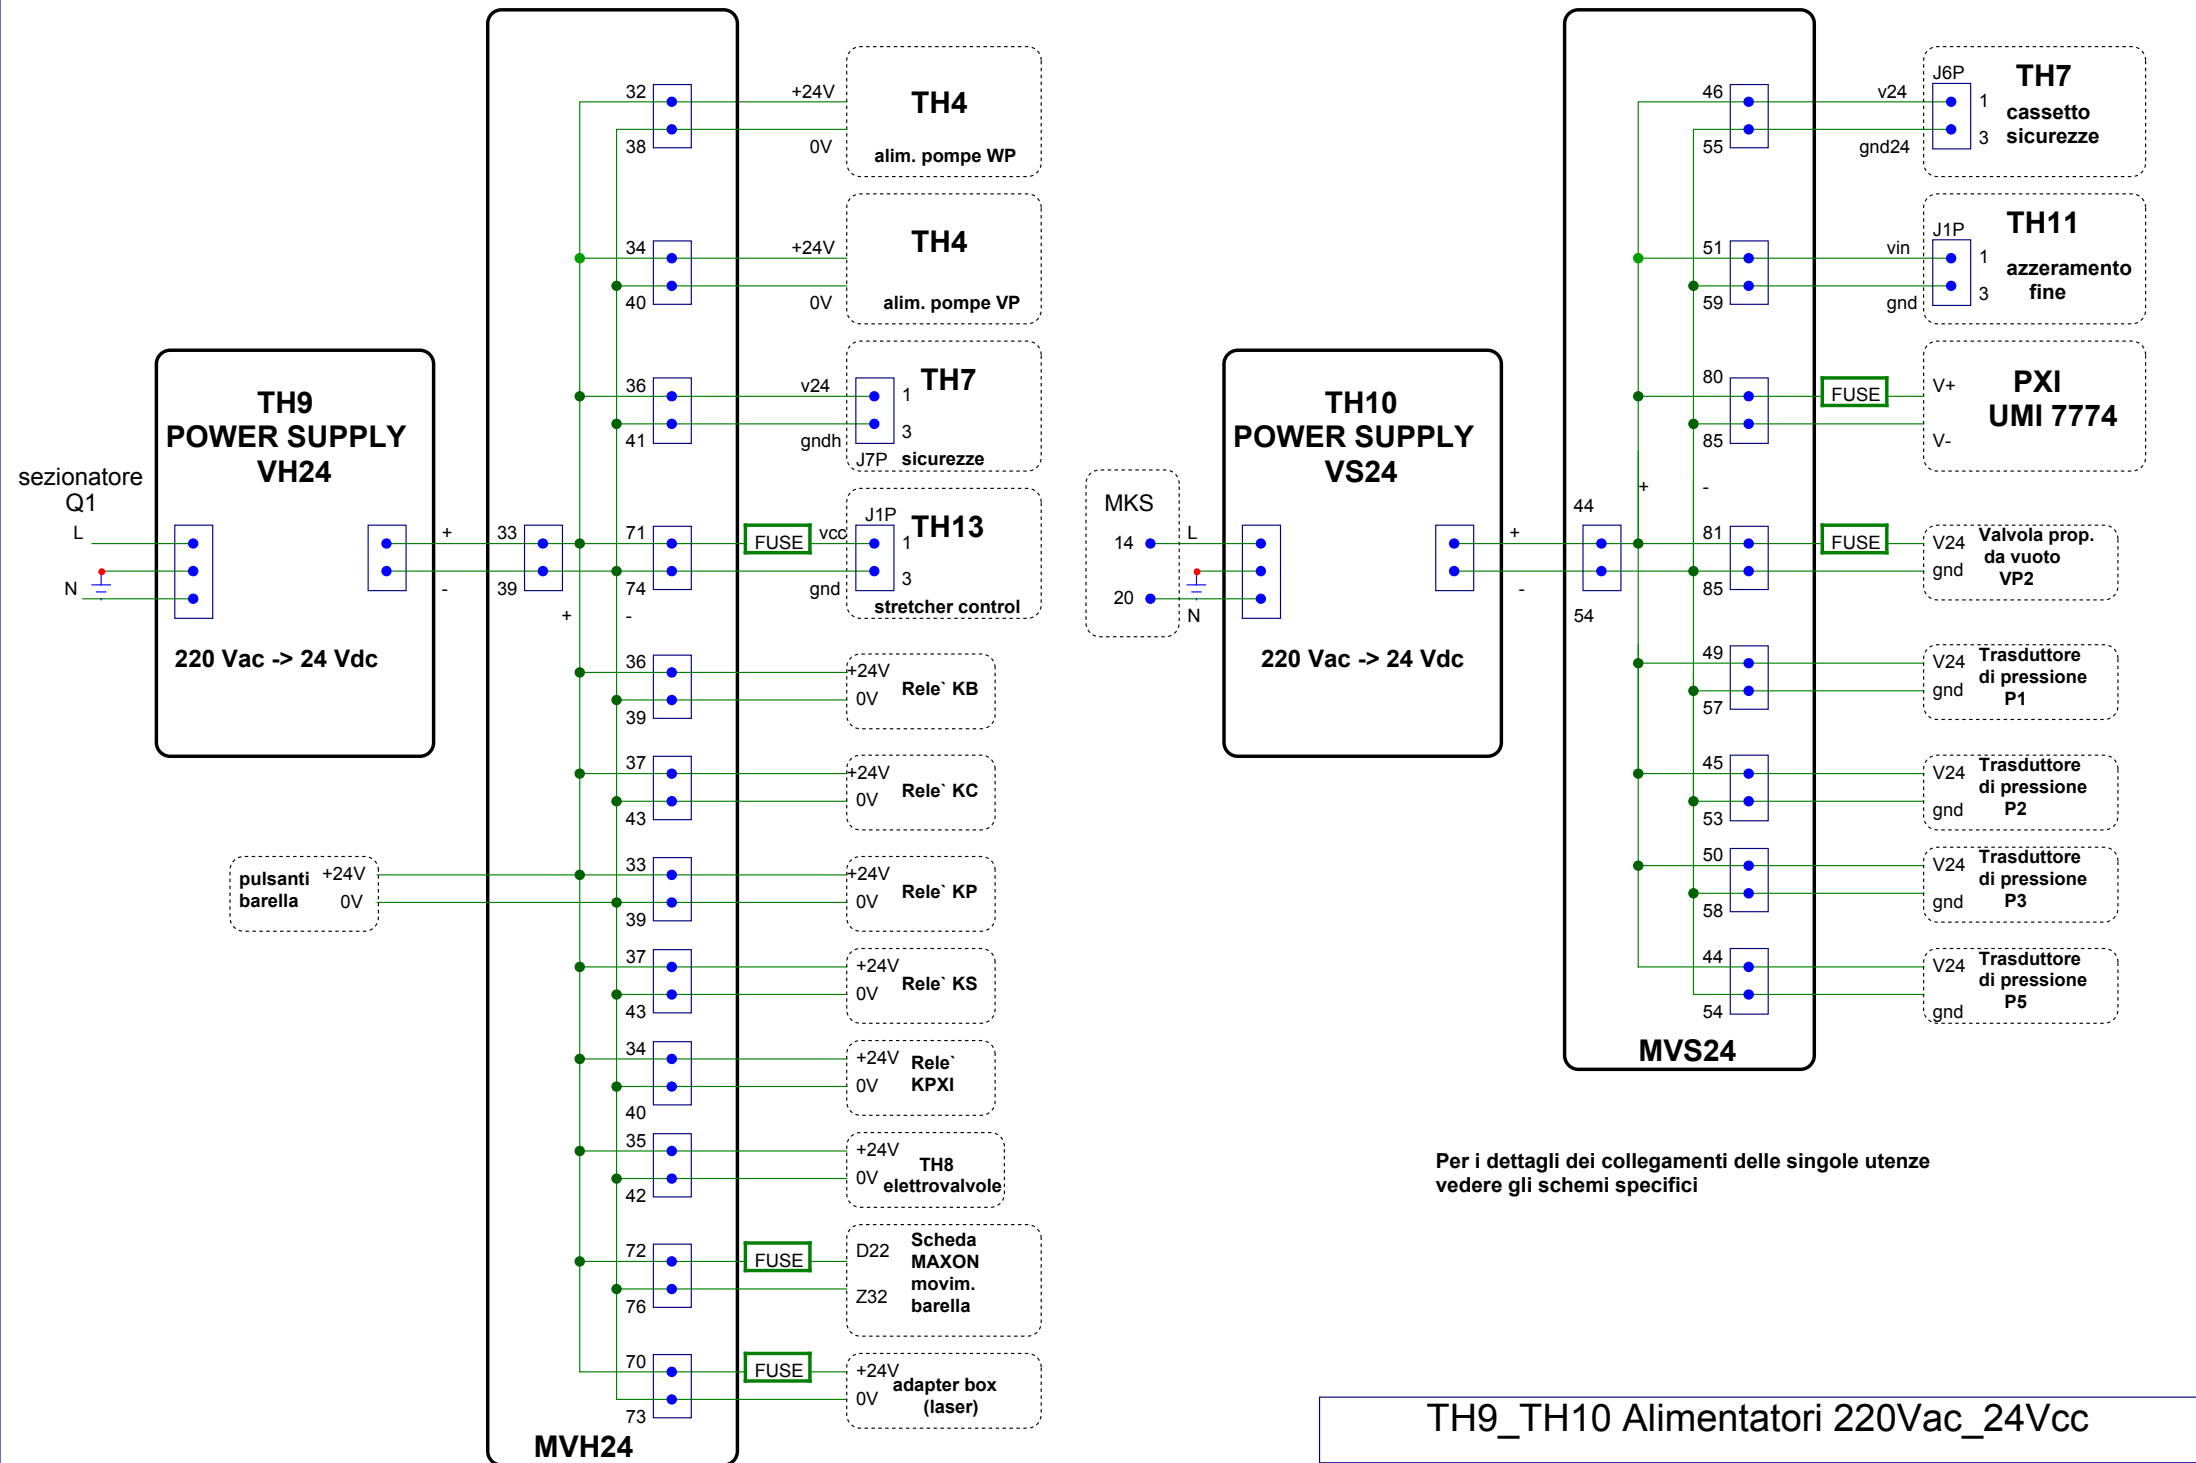 32
+24V
TH4
38
0V
alim. pompe WP
34
+24V
TH4
40
0V
alim. pompe VP
36
v24
1
TH7
41
gndh
3
J7P
sicurezze
TH9
POWER SUPPLY
VH24
220 Vac -> 24 Vdc
sezionatore
Q1
L
N
+
-
33
39
+
-
71
FUSE
vcc
J1P
1
TH13
74
gnd
3
stretcher control
36
+24V
Rele` KB
0V
39
37
+24V
Rele` KC
0V
43
pulsanti
barella
+24V
0V
33
+24V
Rele` KP
0V
39
37
+24V
Rele` KS
0V
43
34
+24V
Rele`
KPXI
0V
40
35
+24V
TH8
0V
elettrovalvole
42
72
FUSE
D22
Scheda
MAXON
movim.
barella
Z32
76
70
FUSE
+24V
adapter box
(laser)
0V
73
MVH24
46
v24
J6P
1
TH7
cassetto
sicurezze
55
gnd24
3
51
vin
J1P
1
TH11
azzeramento
fine
59
gnd
3
80
FUSE
V+
PXI
UMI 7774
85
V-
MKS
14
20
L
N
TH10
POWER SUPPLY
VS24
220 Vac -> 24 Vdc
+
-
44
54
+
-
81
FUSE
V24
gnd
Valvola prop.
da vuoto
VP2
85
49
V24
gnd
Trasduttore
di pressione
P1
57
45
V24
gnd
Trasduttore
di pressione
P2
53
50
V24
gnd
Trasduttore
di pressione
P3
58
44
V24
gnd
Trasduttore
di pressione
P5
54
MVS24
Per i dettagli dei collegamenti delle singole utenze
vedere gli schemi specifici
TH9_TH10 Alimentatori 220Vac_24Vcc